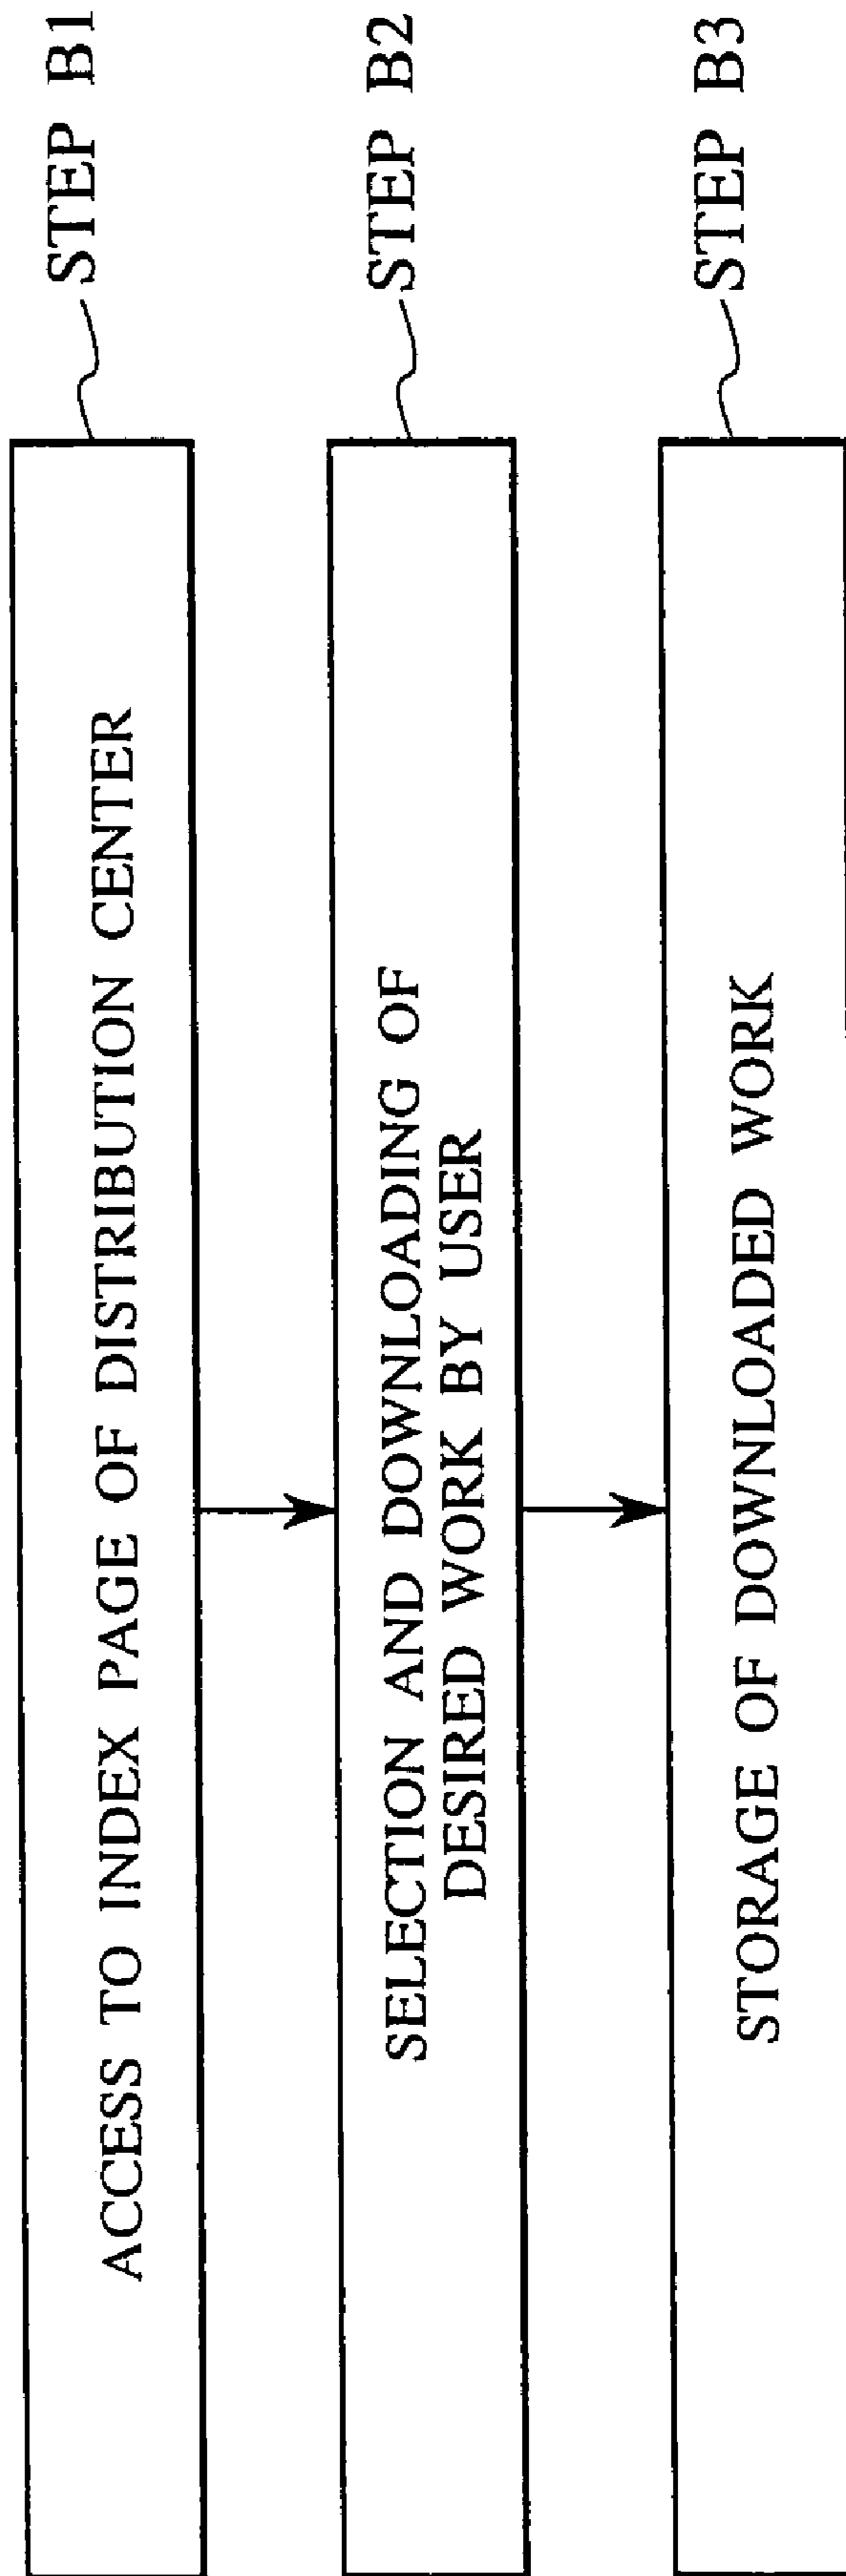 ACCESS TO INDEX PAGE OF DISTRIBUTION CENTER
STEP B1
SELECTION AND DOWNLOADING OF
DESIRED WORK BY USER
STEP B2
STORAGE OF DOWNLOADED WORK
STEP B3